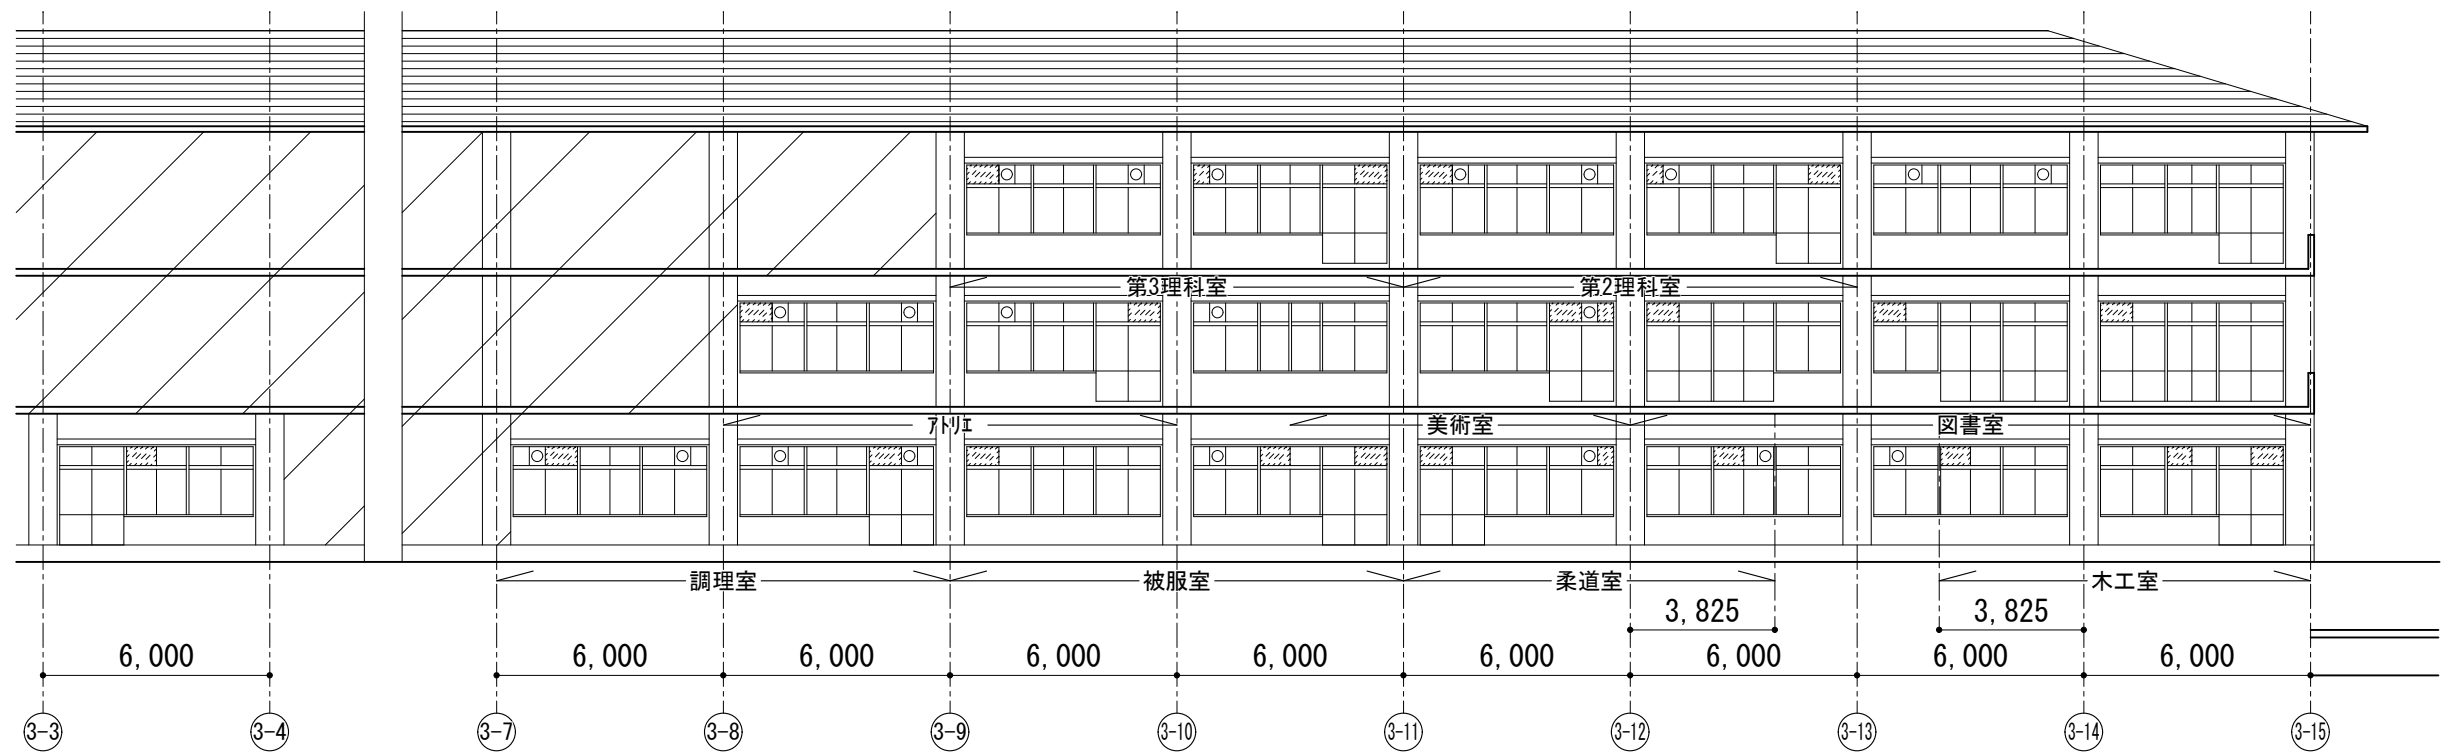 第3理科室
第2理科室
ｱﾄﾘｴ
美術室
図書室
調理室
被服室
柔道室
木工室
3,825
3,825
6,000
6,000
6,000
6,000
6,000
6,000
6,000
6,000
6,000
3-3
3-4
3-7
3-8
3-9
3-10
3-11
3-12
3-13
3-14
3-15